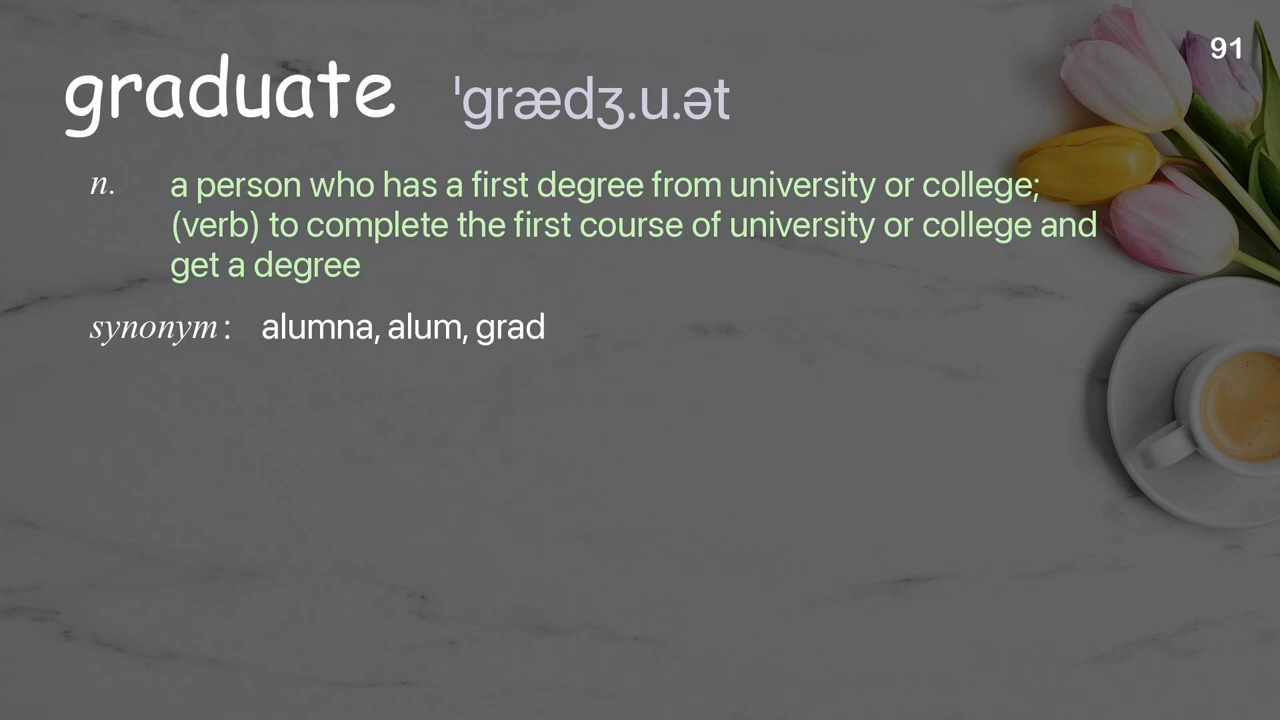 91
graduate ˈɡrædʒ.u.ət
n. a person who has a first degree from university or college;
(verb) to complete the first course of university or college and
get a degree
synonym: alumna, alum, grad